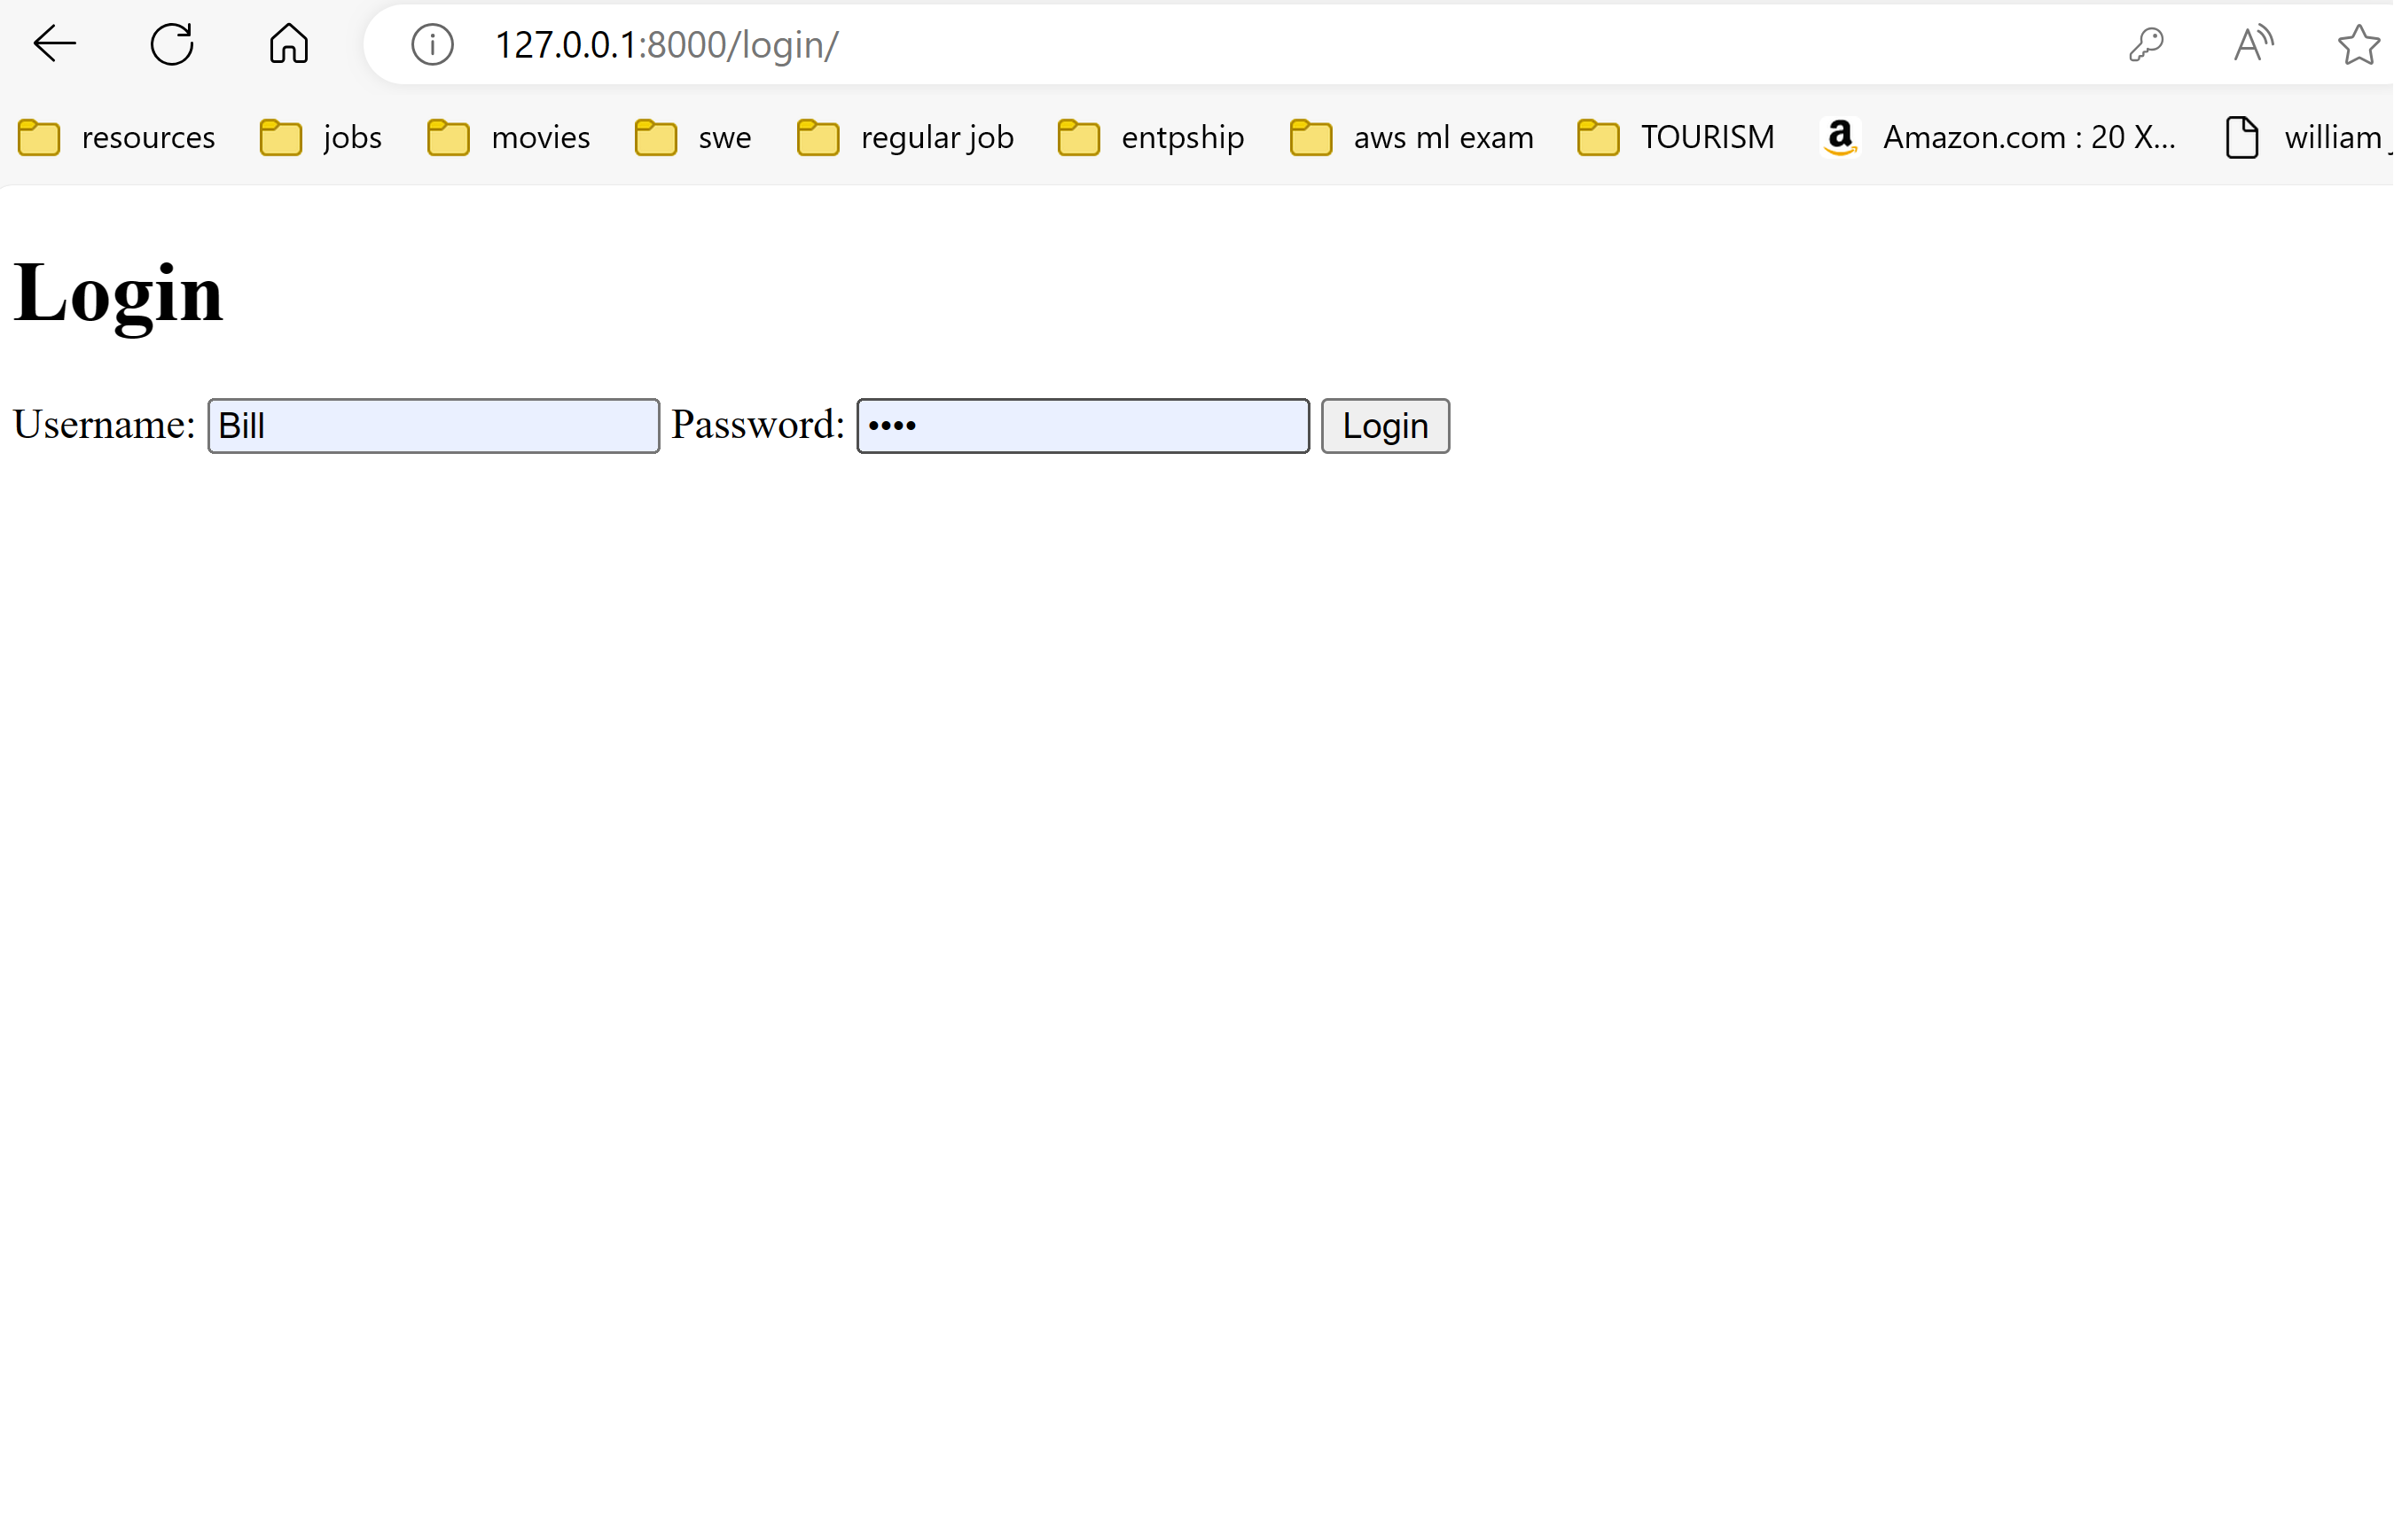 127.0.0.1:8000/login/
resources jobs movies swe regular job entpship aws ml exam TOURISM Amazon.com : 20 X... william
Login
Username: Bill Password: •••• Login